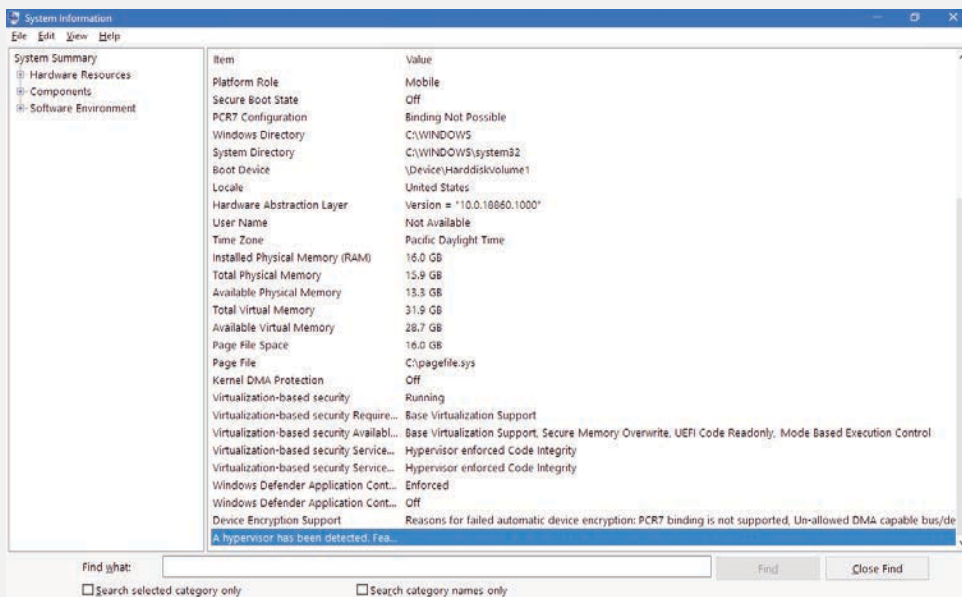 System Information
File Edit View Help
System Summary
Hardware Resources
Components
Software Environment
Item Value
Platform Role Mobile
Secure Boot State Off
PCR7 Configuration Binding Not Possible
Windows Directory C:\WINDOWS
System Directory C:\WINDOWS\system32
Boot Device \Device\HarddiskVolume1
Locale United States
Hardware Abstraction Layer Version = "10.0.18860.1000"
User Name Not Available
Time Zone Pacific Daylight Time
Installed Physical Memory (RAM) 16.0 GB
Total Physical Memory 15.9 GB
Available Physical Memory 13.3 GB
Total Virtual Memory 31.9 GB
Available Virtual Memory 28.7 GB
Page File Space 16.0 GB
Page File C:\pagefile.sys
Kernel DMA Protection Off
Virtualization-based security Running
Virtualization-based security Require... Base Virtualization Support
Virtualization-based security Availabl... Base Virtualization Support, Secure Memory Overwrite, UEFI Code Readonly, Mode Based Execution Control
Virtualization-based security Service... Hypervisor enforced Code Integrity
Virtualization-based security Service... Hypervisor enforced Code Integrity
Windows Defender Application Cont... Enforced
Windows Defender Application Cont... Off
Device Encryption Support Reasons for failed automatic device encryption: PCR7 binding is not supported, Un-allowed DMA capable bus/de
A hypervisor has been detected. Fea...
Find what: Find Close Find
Search selected category only Search category names only